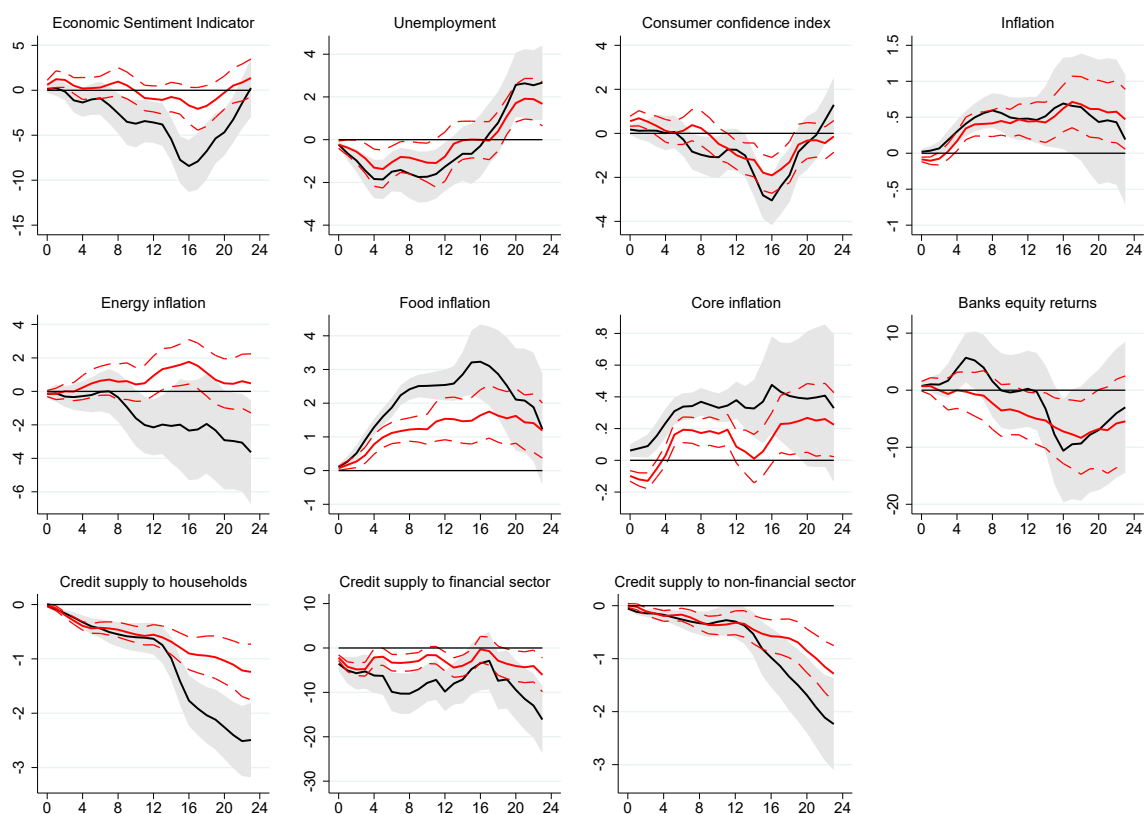 Economic Sentiment Indicator
5
0
-5
-10
-15
0 4 8 12 16 20 24
Unemployment
4
2
0
-2
-4
0 4 8 12 16 20 24
Consumer confidence index
4
2
0
-2
-4
0 4 8 12 16 20 24
Inflation
1.5
1
.5
0
-.5
-1
0 4 8 12 16 20 24
Energy inflation
4
2
0
-2
-4
-6
0 4 8 12 16 20 24
Food inflation
4
3
2
1
0
-1
0 4 8 12 16 20 24
Core inflation
.8
.6
.4
.2
0
-.2
0 4 8 12 16 20 24
Banks equity returns
10
0
-10
-20
0 4 8 12 16 20 24
Credit supply to households
0
-1
-2
-3
0 4 8 12 16 20 24
Credit supply to financial sector
10
0
-10
-20
-30
0 4 8 12 16 20 24
Credit supply to non-financial sector
0
-1
-2
-3
0 4 8 12 16 20 24